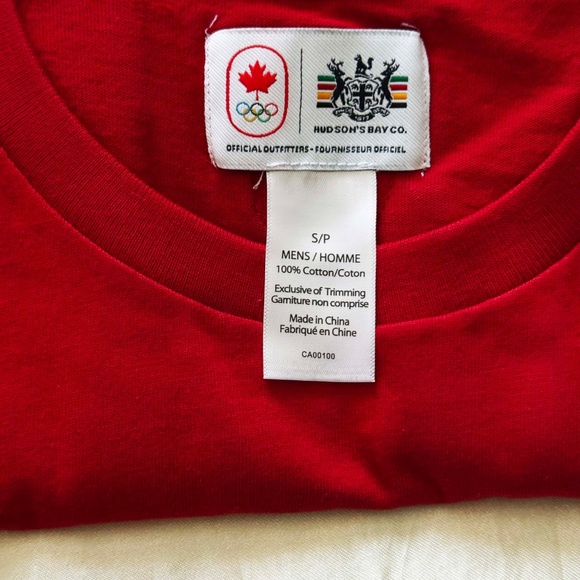 HUDSON'S BAY CO.
OFFICIAL OUTFITTERS - FOURNISSEUR OFFICIEL
S/P
MENS / HOMME
100% Cotton/Coton
Exclusive of Trimming
Garniture non comprise
Made in China
Fabriqué en Chine
CA00100